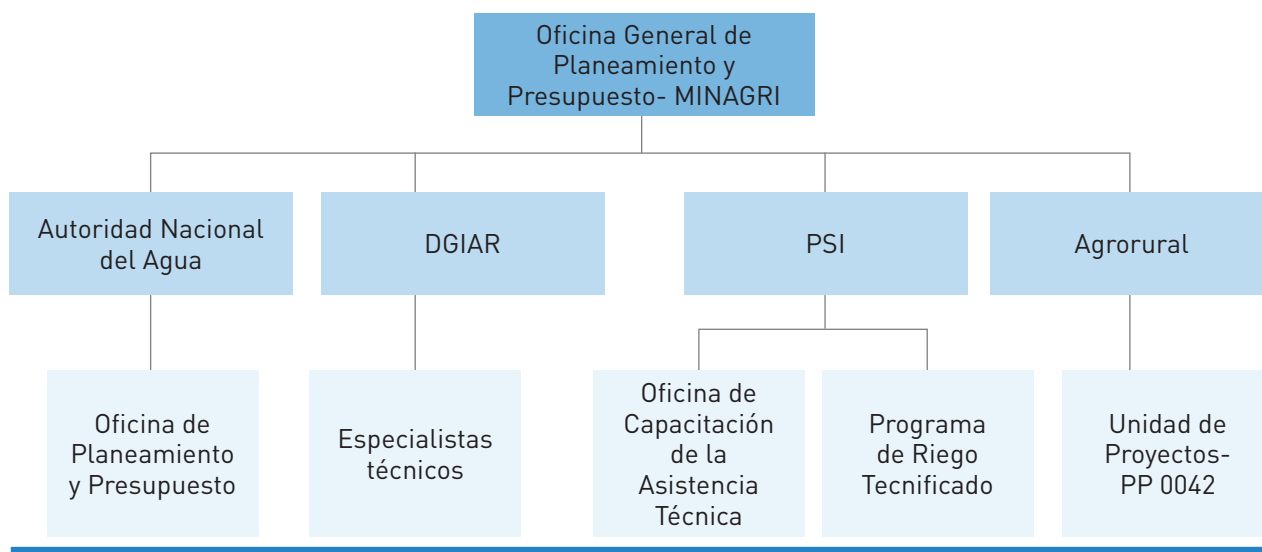 Oficina General de
Planeamiento y
Presupuesto- MINAGRI
Autoridad Nacional
del Agua
DGIAR
PSI
Agrorural
Oficina de
Planeamiento
y Presupuesto
Especialistas
técnicos
Oficina de
Capacitación
de la
Asistencia
Técnica
Programa
de Riego
Tecnificado
Unidad de
Proyectos-
PP 0042